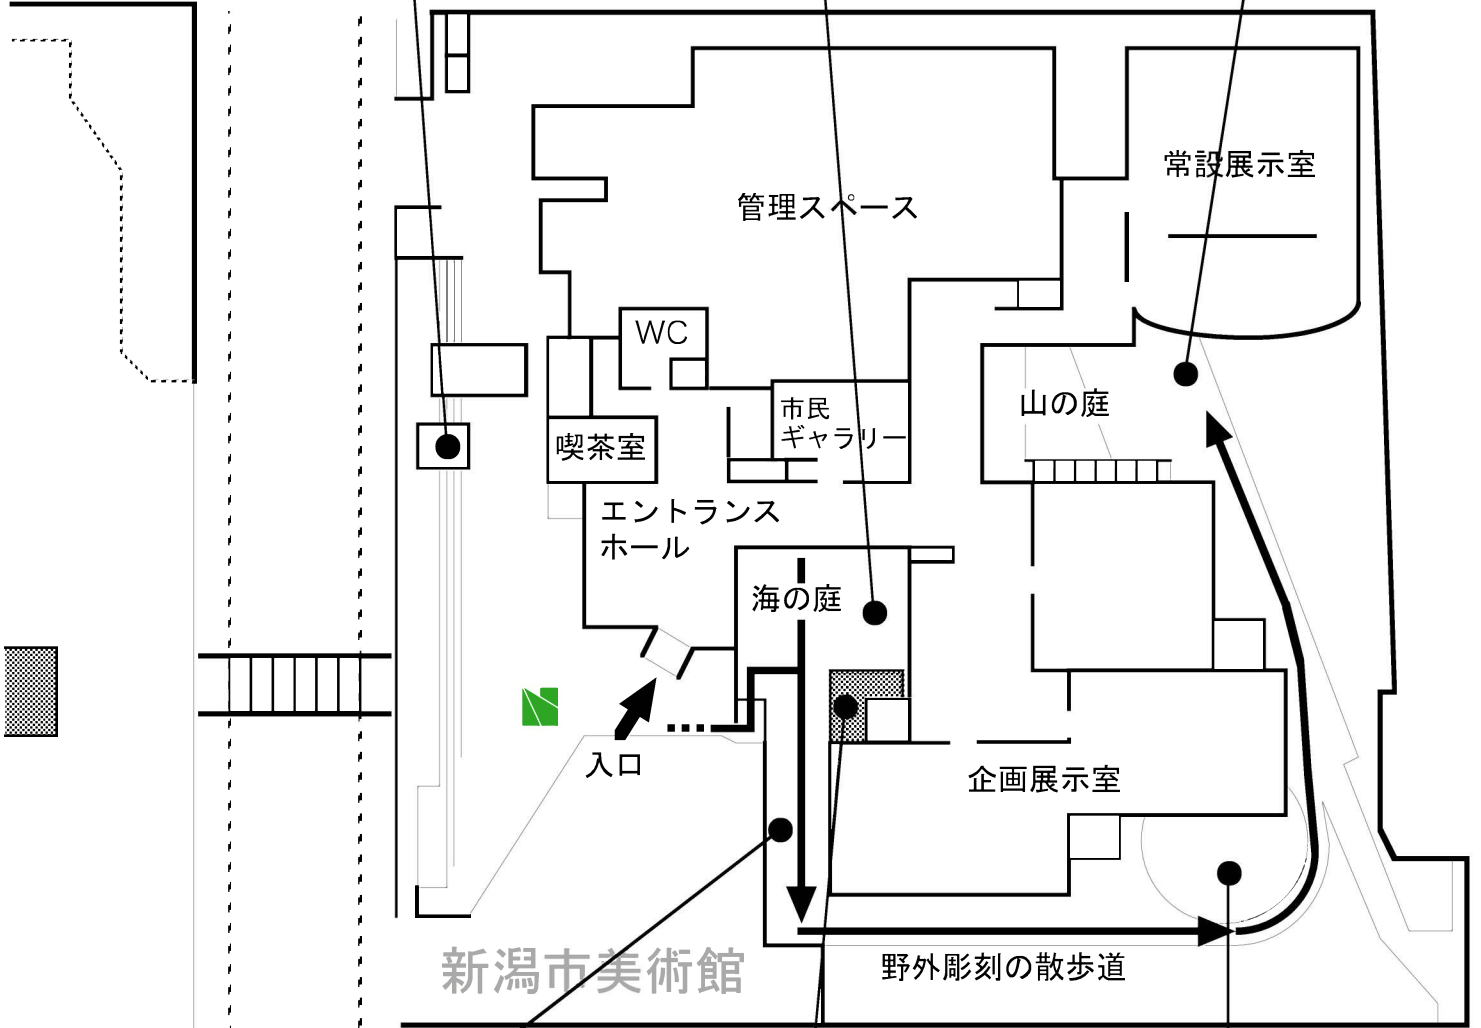 常設展示室
管理スペース
WC
市民
ギャラリー
山の庭
喫茶室
エントランス
ホール
海の庭
入口
企画展示室
新潟市美術館
野外彫刻の散歩道